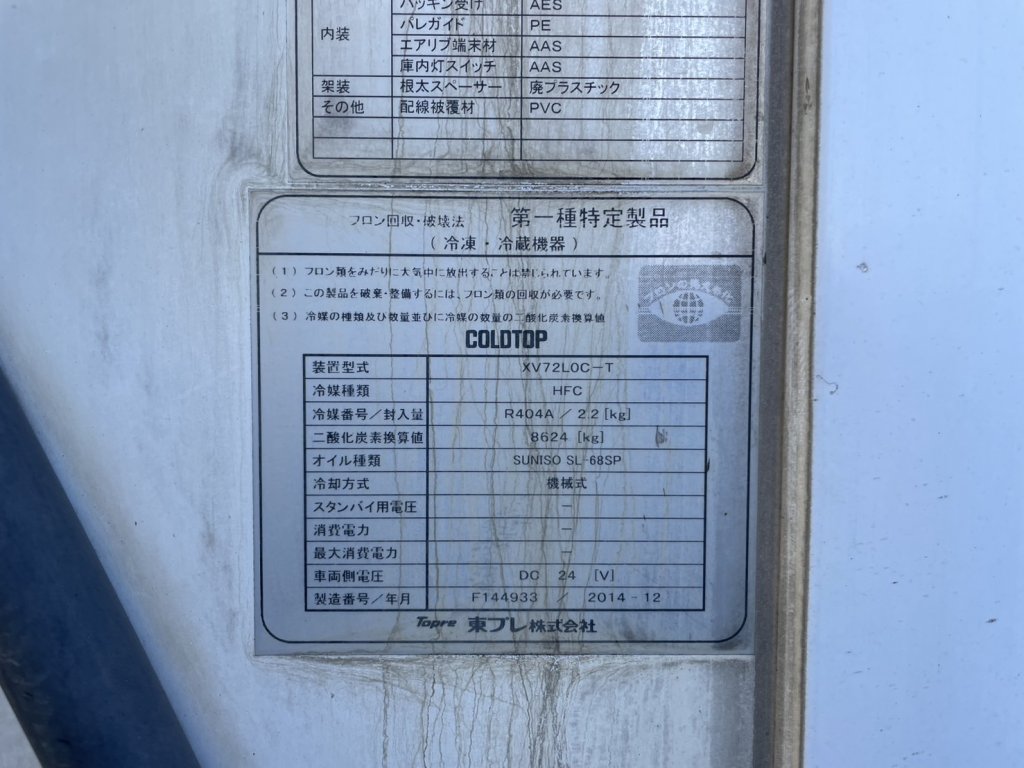 パッキン受け AES
内装 パレガイド PE
エアリブ端末材 AAS
庫内灯スイッチ AAS
架装 根太スペーサー 廃プラスチック
その他 配線被覆材 PVC
フロン回収・破壊法 第一種特定製品
(冷凍・冷蔵機器)
(1) フロン類をみだりに大気中に放出することは禁じられています。
(2) この製品を破棄・整備するには、フロン類の回収が必要です。
(3) 冷媒の種類及び数量並びに冷媒の数量の二酸化炭素換算値
COLDTOP
装置型式 XV72LOC-T
冷媒種類 HFC
冷媒番号/封入量 R404A / 2.2 [kg]
二酸化炭素換算値 8624 [kg]
オイル種類 SUNISO SL-68SP
冷却方式 機械式
スタンバイ用電圧 ー
消費電力 ー
最大消費電力 ー
車両側電圧 DC 24 [V]
製造番号/年月 F144933 / 2014-12
Topre 東プレ株式会社